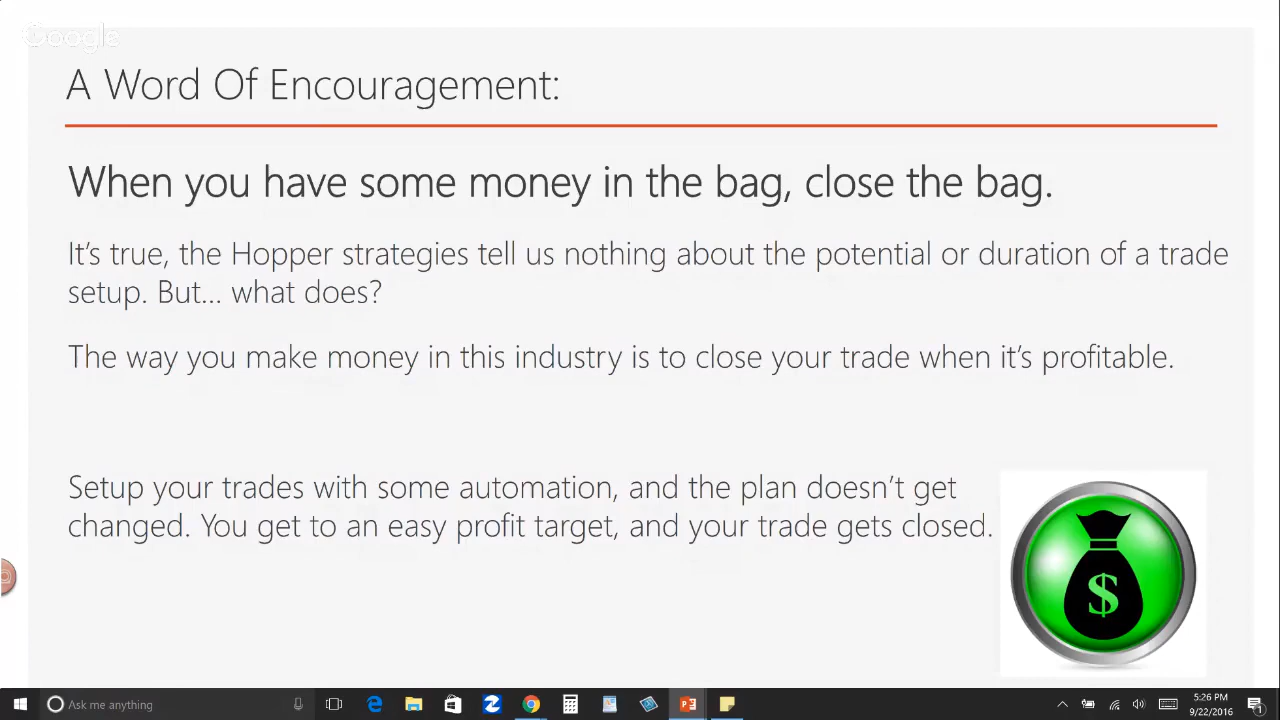 Google
A Word Of Encouragement:
When you have some money in the bag, close the bag.
It's true, the Hopper strategies tell us nothing about the potential or duration of a trade
setup. But... what does?
The way you make money in this industry is to close your trade when it's profitable.
Setup your trades with some automation, and the plan doesn't get
changed. You get to an easy profit target, and your trade gets closed.
$
Ask me anything
5:26 PM
9/22/2016